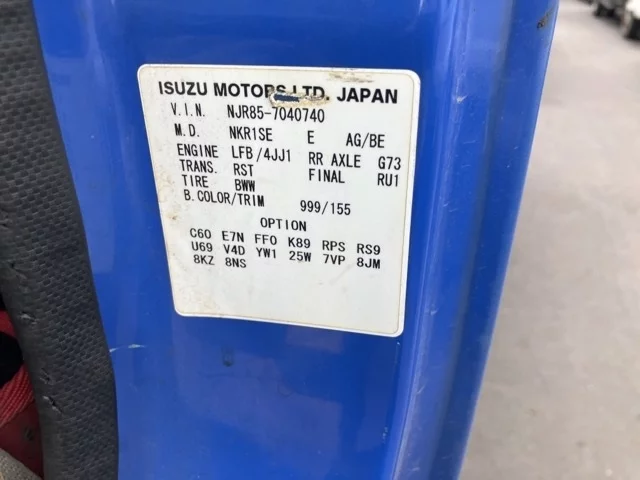 ISUZU MOTORS LTD. JAPAN
V.I.N. NJR85-7040740
M.D. NKR1SE E AG/BE
ENGINE LFB/4JJ1 RR AXLE G73
TRANS. RST FINAL RU1
TIRE BWW
B.COLOR/TRIM 999/155
OPTION
C60 E7N FF0 K89 RPS RS9
U69 V4D YW1 25W 7VP 8JM
8KZ 8NS